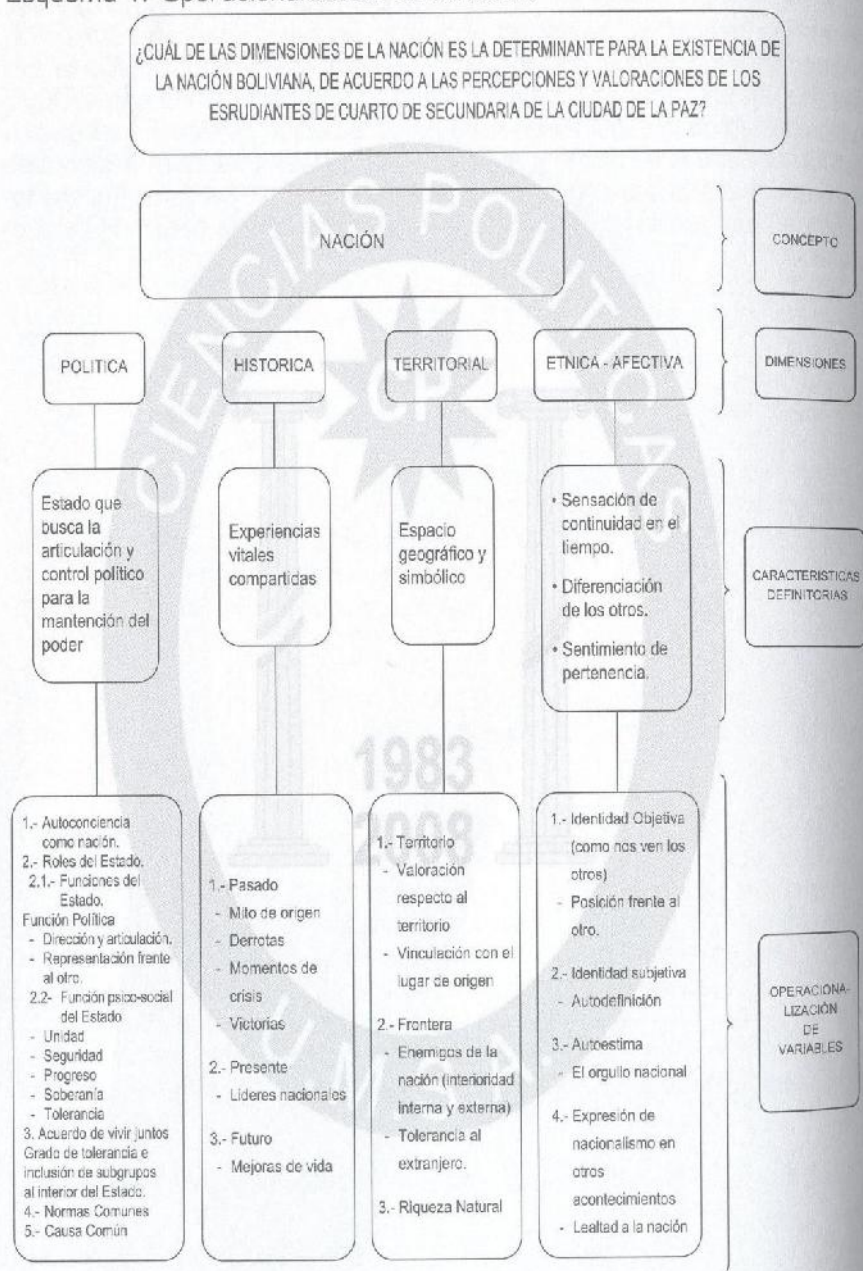 Esquema 1. Operacionalización
¿CUÁL DE LAS DIMENSIONES DE LA NACIÓN ES LA DETERMINANTE PARA LA EXISTENCIA DE
LA NACIÓN BOLIVIANA, DE ACUERDO A LAS PERCEPCIONES Y VALORACIONES DE LOS
ESRUDIANTES DE CUARTO DE SECUNDARIA DE LA CIUDAD DE LA PAZ?
NACIÓN
CONCEPTO
POLITICA
HISTORICA
TERRITORIAL
ETNICA - AFECTIVA
DIMENSIONES
Estado que
busca la
articulación y
control político
para la
mantención del
poder
Experiencias
vitales
compartidas
Espacio
geográfico y
simbólico
• Sensación de
continuidad en el
tiempo.
• Diferenciación
de los otros.
• Sentimiento de
pertenencia.
CARACTERISTICAS
DEFINITORIAS
1.- Autoconciencia
como nación.
2.- Roles del Estado.
2.1.- Funciones del
Estado.
Función Política
- Dirección y articulación.
- Representación frente
al otro.
2.2- Función psico-social
del Estado
- Unidad
- Seguridad
- Progreso
- Soberanía
- Tolerancia
3. Acuerdo de vivir juntos
Grado de tolerancia e
inclusión de subgrupos
al interior del Estado.
4.- Normas Comunes
5.- Causa Común
1.- Pasado
- Mito de origen
- Derrotas
- Momentos de
crisis
- Victorias
2.- Presente
- Lideres nacionales
3.- Futuro
- Mejoras de vida
1.- Territorio
- Valoración
respecto al
territorio
- Vinculación con el
lugar de origen
2.- Frontera
- Enemigos de la
nación (interioridad
interna y externa)
- Tolerancia al
extranjero.
3.- Riqueza Natural
1.- Identidad Objetiva
(como nos ven los
otros)
- Posición frente al
otro.
2.- Identidad subjetiva
- Autodefinición
3.- Autoestima
- El orgullo nacional
4.- Expresión de
nacionalismo en
otros
acontecimientos
- Lealtad a la nación
OPERACIONA-
LIZACIÓN
DE
VARIABLES
CIENCIAS POLITICAS
CP
1983
2008